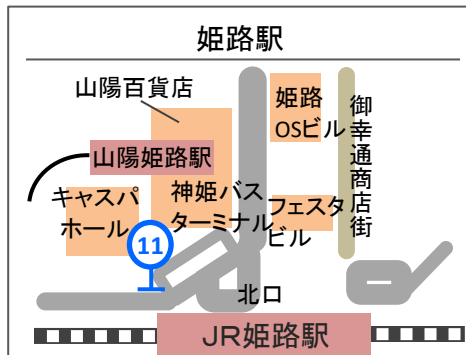 姫路駅
山陽百貨店
姫路
OSビル
御幸通商店街
山陽姫路駅
キャスパ
ホール
神姫バス
ターミナル
フェスタ
ビル
11
北口
JR姫路駅